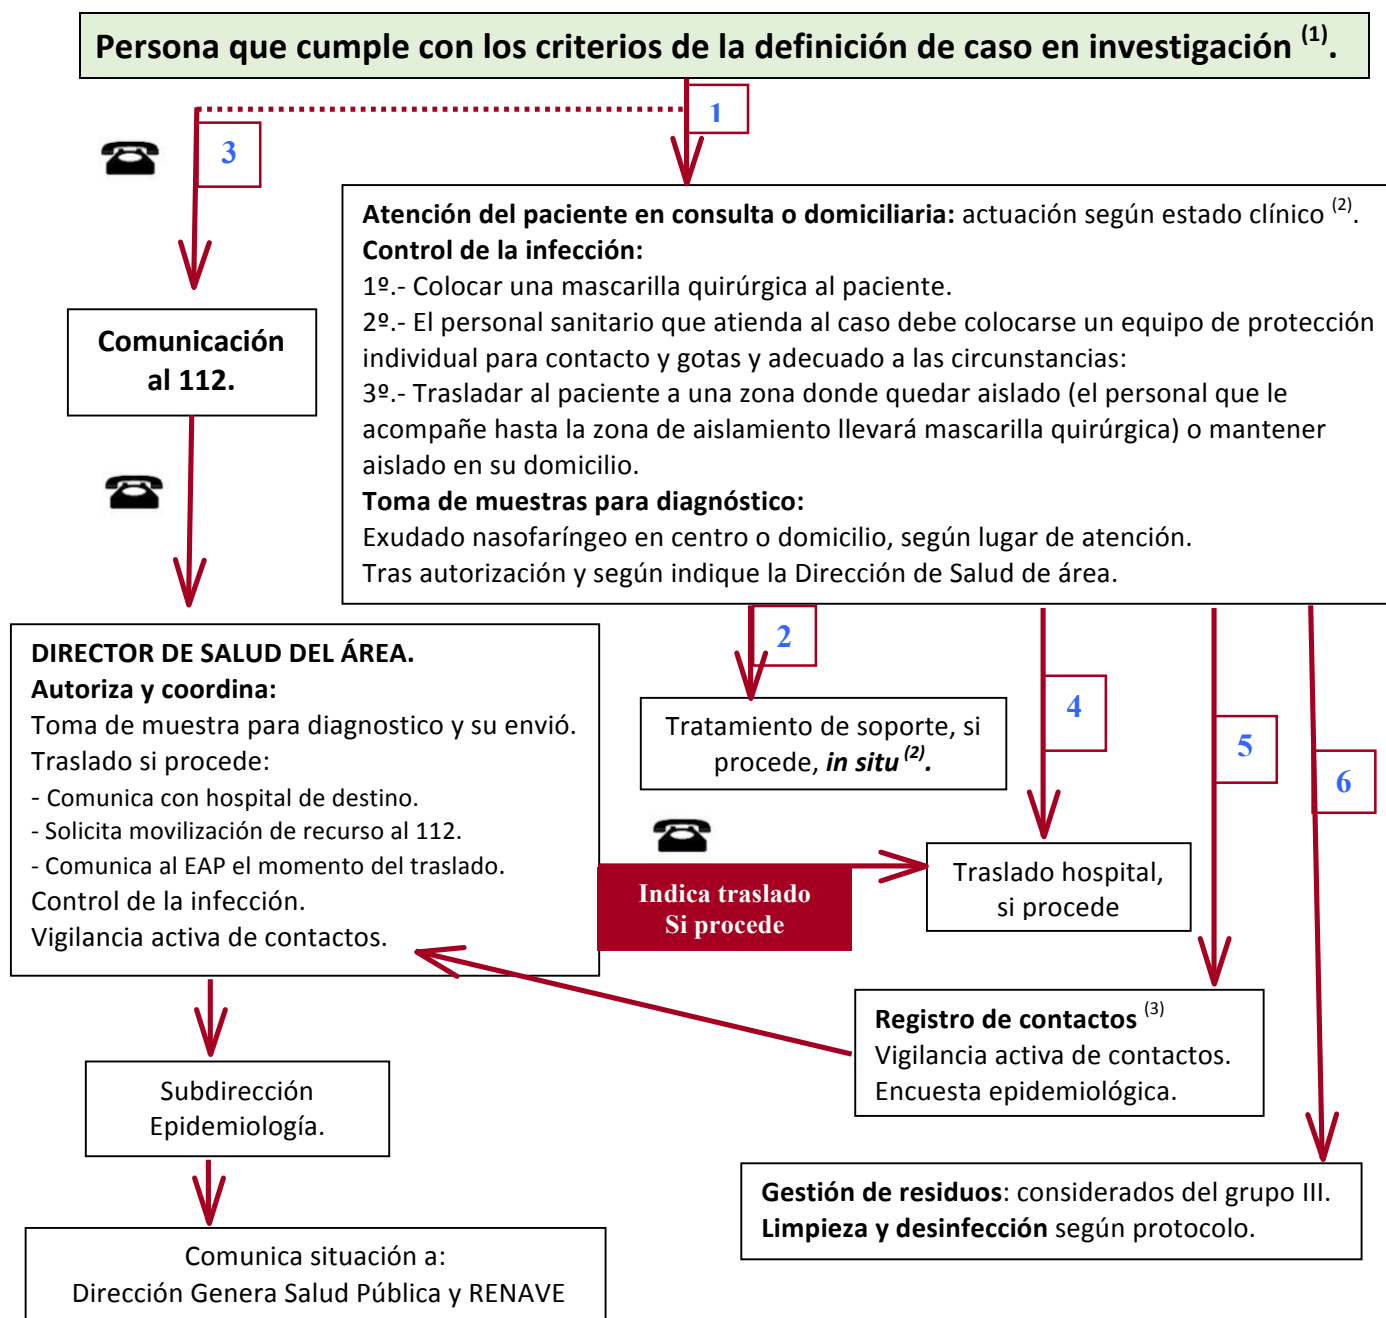 Persona que cumple con los criterios de la definición de caso en investigación (1).
1
3
Atención del paciente en consulta o domiciliaria: actuación según estado clínico (2).
Control de la infección:
1º.- Colocar una mascarilla quirúrgica al paciente.
2º.- El personal sanitario que atienda al caso debe colocarse un equipo de protección
individual para contacto y gotas y adecuado a las circunstancias:
3º.- Trasladar al paciente a una zona donde quedar aislado (el personal que le
acompañe hasta la zona de aislamiento llevará mascarilla quirúrgica) o mantener
aislado en su domicilio.
Toma de muestras para diagnóstico:
Exudado nasofaríngeo en centro o domicilio, según lugar de atención.
Tras autorización y según indique la Dirección de Salud de área.
Comunicación
al 112.
DIRECTOR DE SALUD DEL ÁREA.
Autoriza y coordina:
Toma de muestra para diagnostico y su envió.
Traslado si procede:
- Comunica con hospital de destino.
- Solicita movilización de recurso al 112.
- Comunica al EAP el momento del traslado.
Control de la infección.
Vigilancia activa de contactos.
2
Tratamiento de soporte, si
procede, in situ (2).
4
5
6
Indica traslado
Si procede
Traslado hospital,
si procede
Registro de contactos (3)
Vigilancia activa de contactos.
Encuesta epidemiológica.
Subdirección
Epidemiología.
Gestión de residuos: considerados del grupo III.
Limpieza y desinfección según protocolo.
Comunica situación a:
Dirección Genera Salud Pública y RENAVE